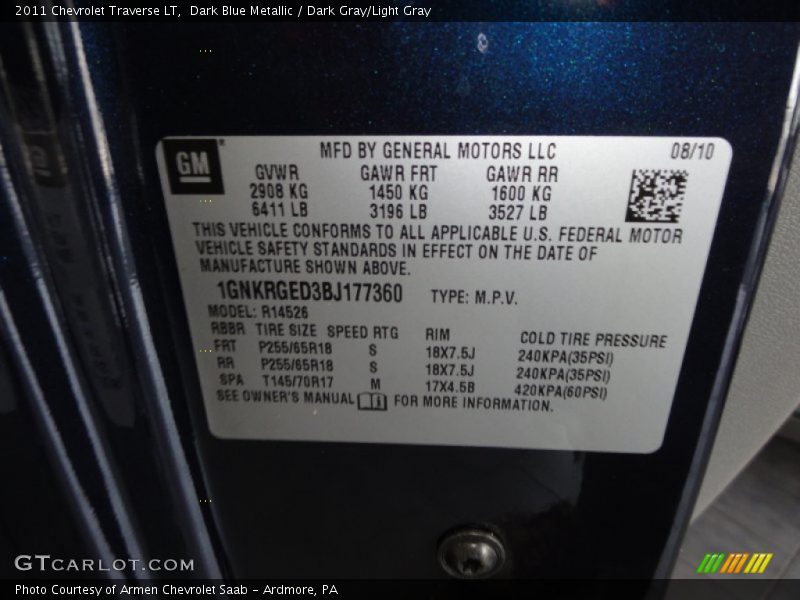 2011 Chevrolet Traverse LT, Dark Blue Metallic / Dark Gray/Light Gray
GM
MFD BY GENERAL MOTORS LLC 08/10
GVWR GAWR FRT GAWR RR
2908 KG 1450 KG 1600 KG
6411 LB 3196 LB 3527 LB
THIS VEHICLE CONFORMS TO ALL APPLICABLE U.S. FEDERAL MOTOR
VEHICLE SAFETY STANDARDS IN EFFECT ON THE DATE OF
MANUFACTURE SHOWN ABOVE.
1GNKRGED3BJ177360 TYPE: M.P.V.
MODEL: R14526
RBBR TIRE SIZE SPEED RTG RIM COLD TIRE PRESSURE
FRT P255/65R18 S 18X7.5J 240KPA(35PSI)
RR P255/65R18 S 18X7.5J 240KPA(35PSI)
SPA T145/70R17 M 17X4.5B 420KPA(60PSI)
SEE OWNER'S MANUAL FOR MORE INFORMATION.
GTCARLOT.COM
Photo Courtesy of Armen Chevrolet Saab - Ardmore, PA